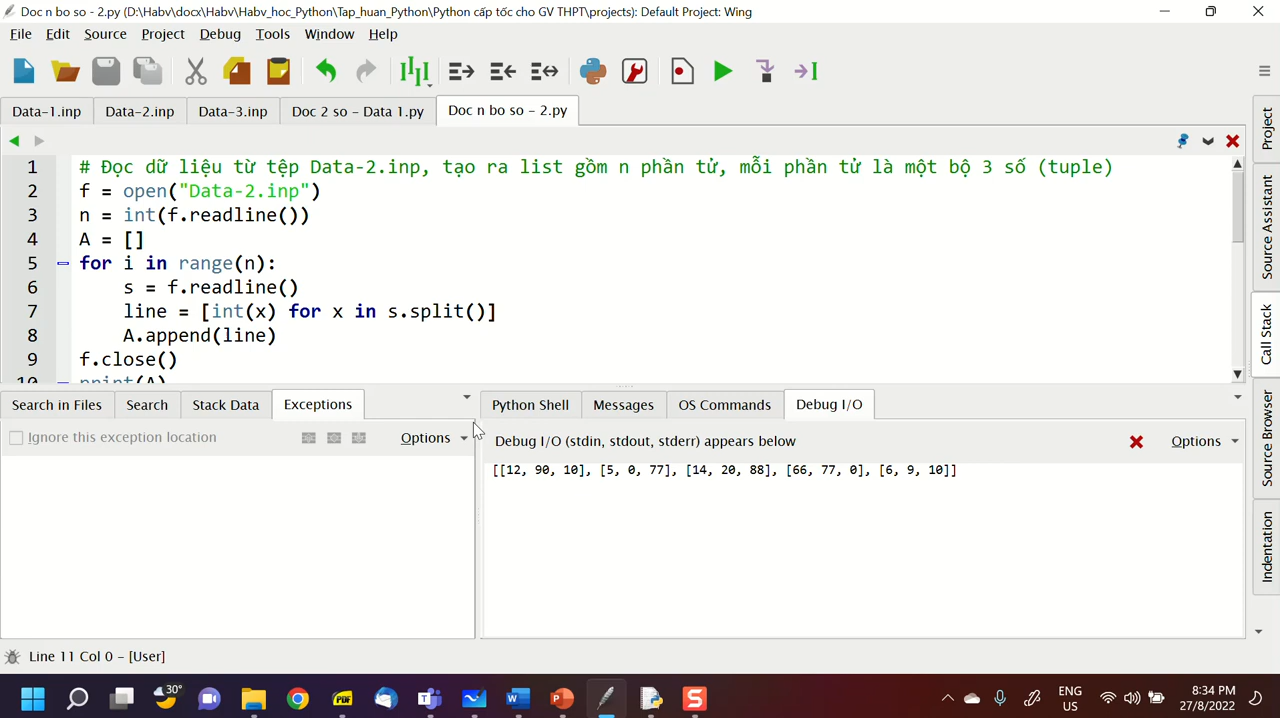 Doc n bo so - 2.py (D:\Habv\docx\Habv\Habv_hoc_Python\Tap_huan_Python\Python cấp tốc cho GV THPT\projects): Default Project: Wing
File Edit Source Project Debug Tools Window Help
Data-1.inp Data-2.inp Data-3.inp Doc 2 so - Data 1.py Doc n bo so - 2.py
1 # Đọc dữ liệu từ tệp Data-2.inp, tạo ra list gồm n phần tử, mỗi phần tử là một bộ 3 số (tuple)
2 f = open("Data-2.inp")
3 n = int(f.readline())
4 A = []
5 for i in range(n):
6 s = f.readline()
7 line = [int(x) for x in s.split()]
8 A.append(line)
9 f.close()
10 print(A)
Search in Files Search Stack Data Exceptions
Ignore this exception location Options
Python Shell Messages OS Commands Debug I/O
Debug I/O (stdin, stdout, stderr) appears below Options
[[12, 90, 10], [5, 0, 77], [14, 20, 88], [66, 77, 0], [6, 9, 10]]
Project
Source Assistant
Call Stack
Source Browser
Indentation
Line 11 Col 0 - [User]
30°
PDF
ENG
US
8:34 PM
27/8/2022